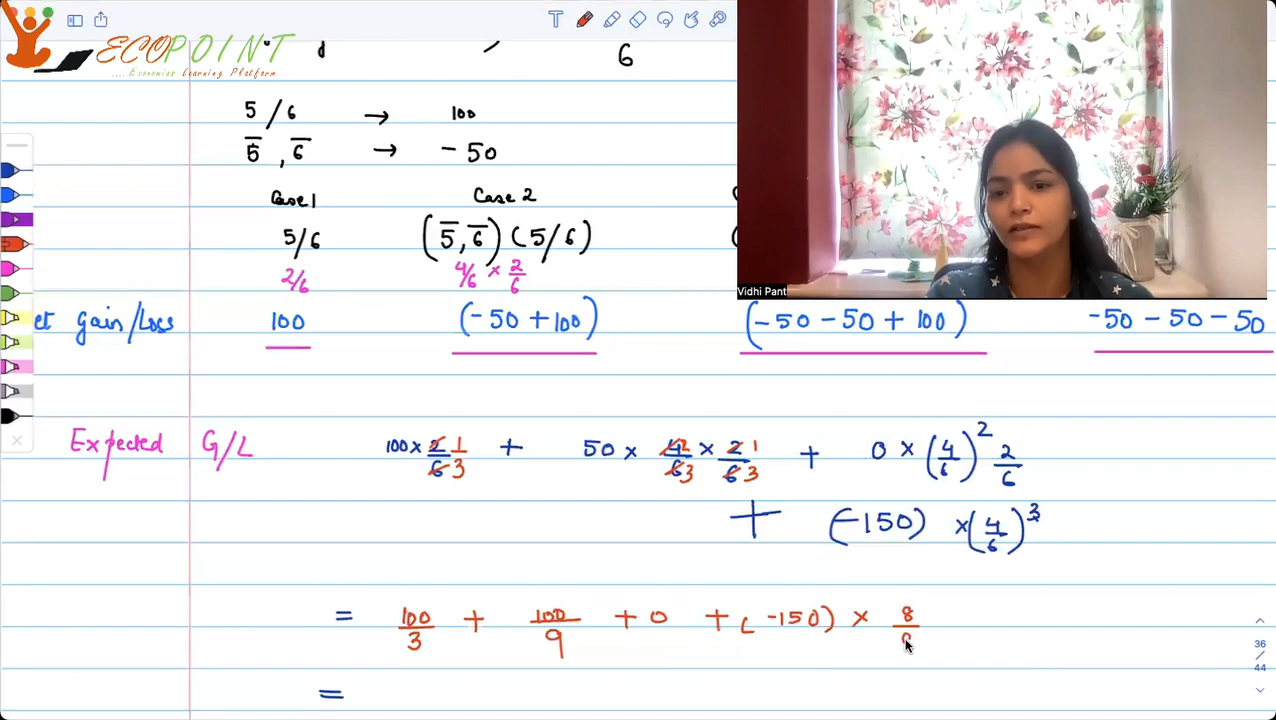 ECOPOINT
.....Economics Learning Platform
6
5 / 6 → 100
5̅ , 6̅ → - 50
Case 1 Case 2
5/6 (5̅, 6̅) (5/6)
2/6 4/6 × 2/6
Vidhi Pant
et Gain/Loss 100 (-50 +100) (-50 -50 + 100) -50 - 50 - 50
Expected G/L 100 × 2/6 1/3 + 50 × 4/6 2/3 × 2/6 1/3 + 0 × (4/6)² 2/6
+ (-150) × (4/6)³
= 100/3 + 100/9 + 0 + (-150) × 8
=
36
/
44